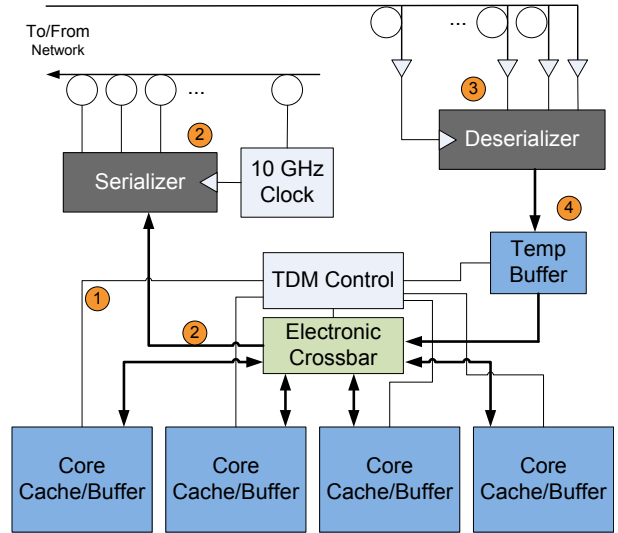 To/From
Network
...
...
3
2
Serializer
10 GHz
Clock
Deserializer
4
Temp
Buffer
TDM Control
1
2
Electronic
Crossbar
Core
Cache/Buffer
Core
Cache/Buffer
Core
Cache/Buffer
Core
Cache/Buffer